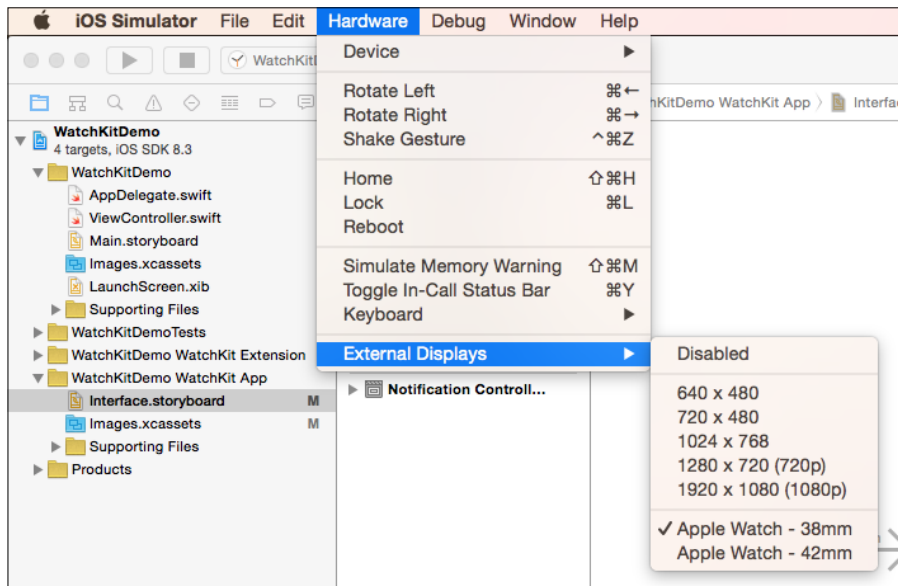 iOS Simulator File Edit Hardware Debug Window Help
WatchKitl
hKitDemo WatchKit App 〉 Interfa
WatchKitDemo
4 targets, iOS SDK 8.3
WatchKitDemo
AppDelegate.swift
ViewController.swift
Main.storyboard
Images.xcassets
LaunchScreen.xib
Supporting Files
WatchKitDemoTests
WatchKitDemo WatchKit Extension
WatchKitDemo WatchKit App
Interface.storyboard M
Images.xcassets M
Supporting Files
Products
Device
Rotate Left ⌘←
Rotate Right ⌘→
Shake Gesture ^⌘Z
Home ⇧⌘H
Lock ⌘L
Reboot
Simulate Memory Warning ⇧⌘M
Toggle In-Call Status Bar ⌘Y
Keyboard
External Displays
Notification Controll...
Disabled
640 x 480
720 x 480
1024 x 768
1280 x 720 (720p)
1920 x 1080 (1080p)
✓ Apple Watch - 38mm
Apple Watch - 42mm